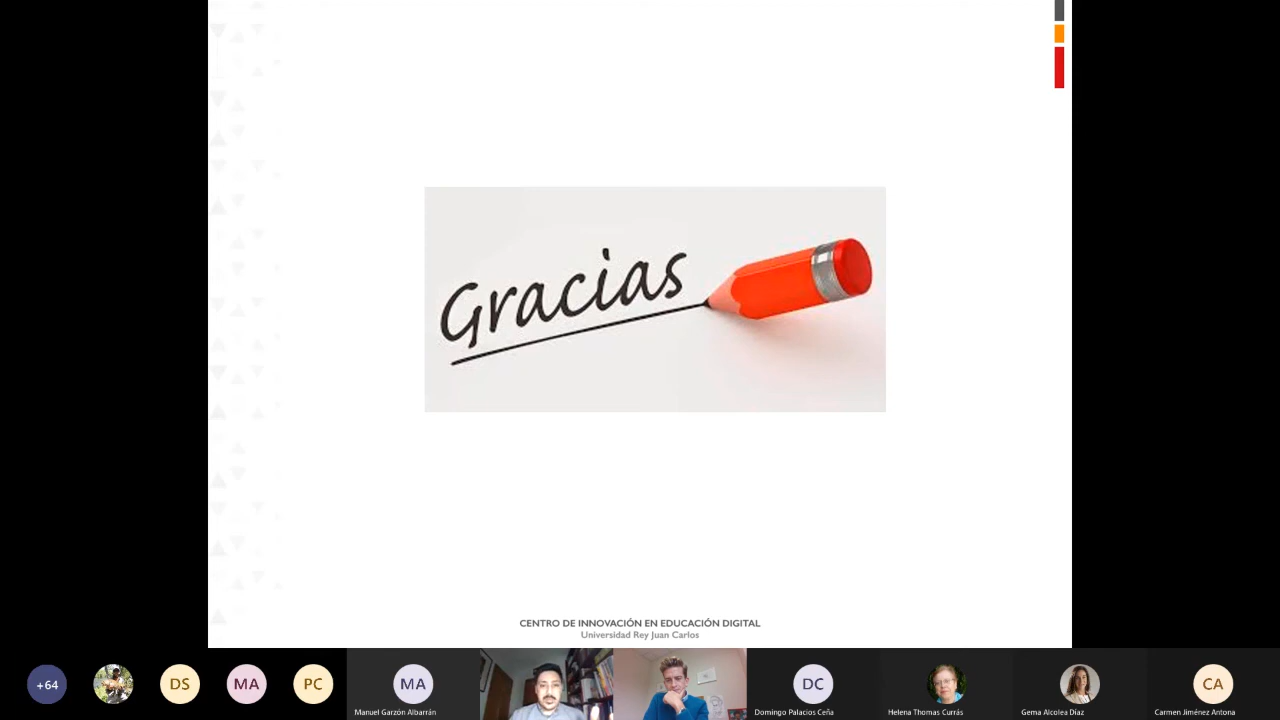 Gracias
CENTRO DE INNOVACIÓN EN EDUCACIÓN DIGITAL
Universidad Rey Juan Carlos
+64
DS
MA
PC
MA
Manuel Garzón Albarrán
DC
Domingo Palacios Ceña
Helena Thomas Currás
Gema Alcolea Díaz
CA
Carmen Jiménez Antona